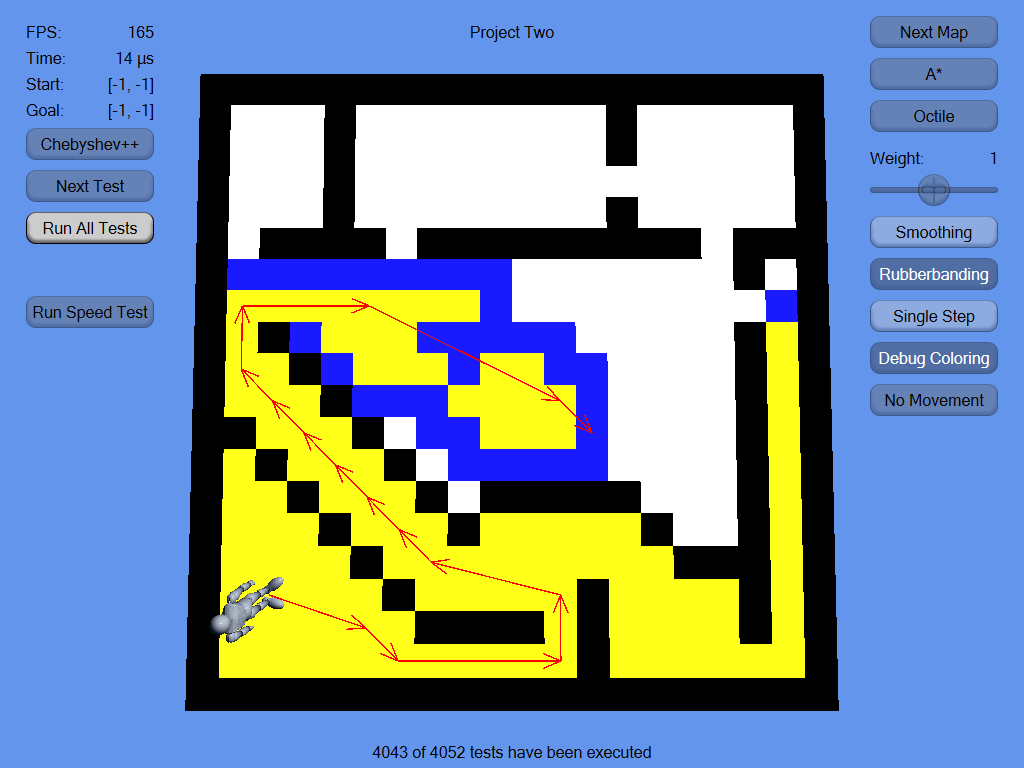 FPS: 165
Time: 14 µs
Start: [-1, -1]
Goal: [-1, -1]
Chebyshev++
Next Test
Run All Tests
Run Speed Test
Project Two
Next Map
A*
Octile
Weight: 1
Smoothing
Rubberbanding
Single Step
Debug Coloring
No Movement
4043 of 4052 tests have been executed